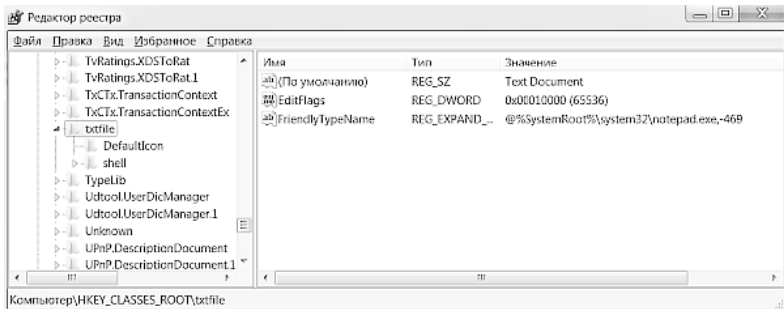 Редактор реестра
Файл Правка Вид Избранное Справка
TvRatings.XDSToRat
TvRatings.XDSToRat.1
TxCTx.TransactionContext
TxCTx.TransactionContextEx
txtfile
DefaultIcon
shell
TypeLib
Udtool.UserDicManager
Udtool.UserDicManager.1
Unknown
UPnP.DescriptionDocument
UPnP.DescriptionDocument.1
Имя Тип Значение
ab (По умолчанию) REG_SZ Text Document
EditFlags REG_DWORD 0x00010000 (65536)
ab FriendlyTypeName REG_EXPAND_... @%SystemRoot%\system32\notepad.exe,-469
Компьютер\HKEY_CLASSES_ROOT\txtfile